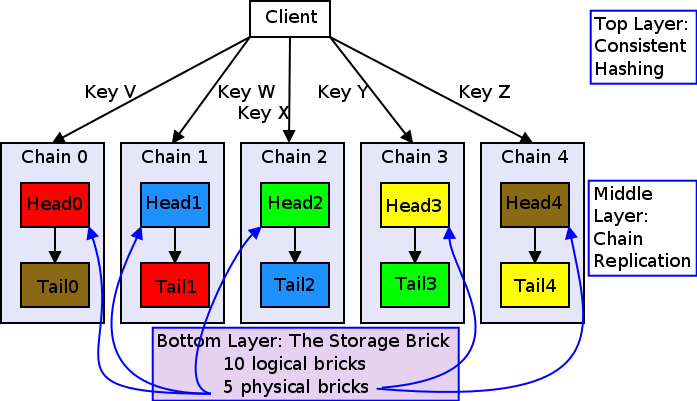 Client
Top Layer:
Consistent
Hashing
Key V
Key W
Key X
Key Y
Key Z
Chain 0
Chain 1
Chain 2
Chain 3
Chain 4
Head0
Head1
Head2
Head3
Head4
Middle
Layer:
Chain
Replication
Tail0
Tail1
Tail2
Tail3
Tail4
Bottom Layer: The Storage Brick
10 logical bricks
5 physical bricks